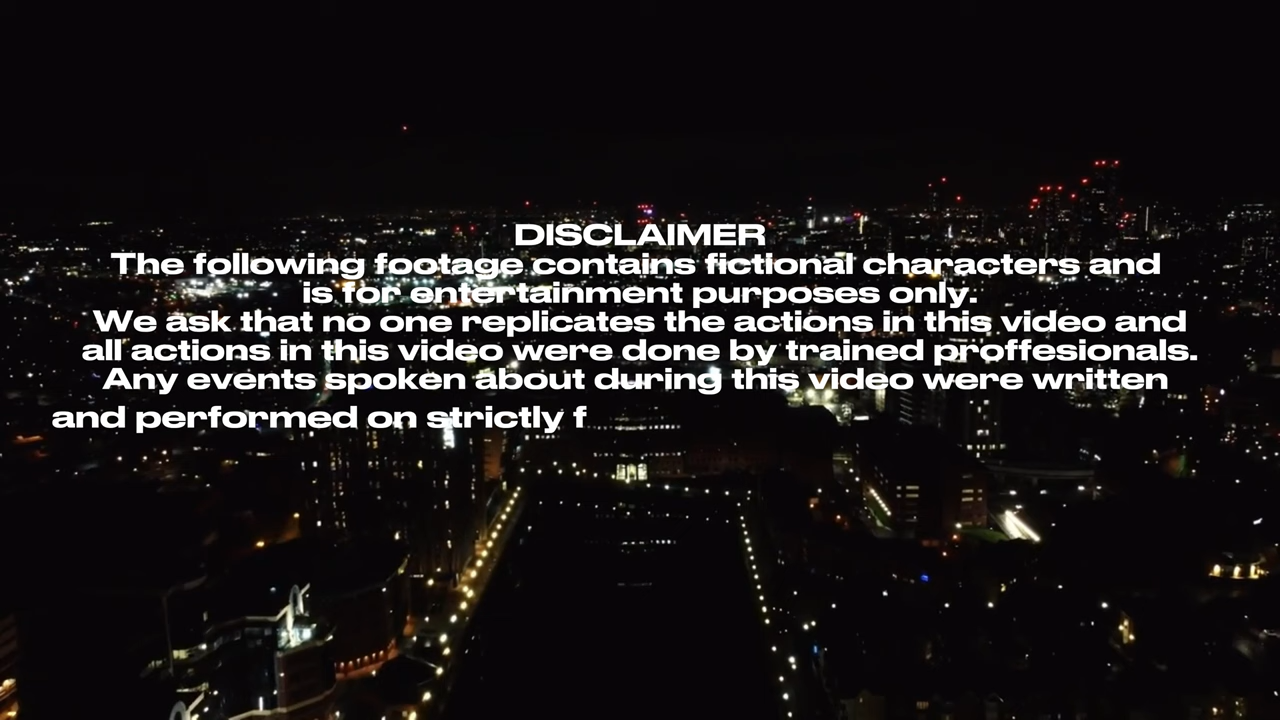 DISCLAIMER
The following footage contains fictional characters and
is for entertainment purposes only.
We ask that no one replicates the actions in this video and
all actions in this video were done by trained proffesionals.
Any events spoken about during this video were written
and performed on strictly f